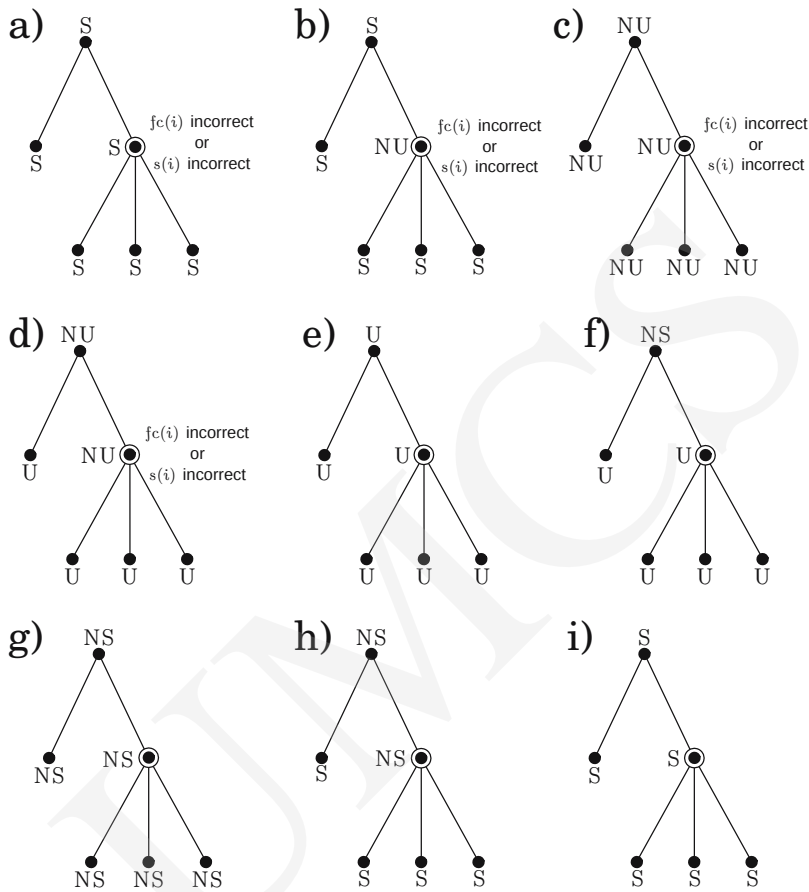 a)
S
S
S
fc(i) incorrect
or
s(i) incorrect
S
S
S
b)
S
S
NU
fc(i) incorrect
or
s(i) incorrect
S
S
S
c)
NU
NU
NU
fc(i) incorrect
or
s(i) incorrect
NU
NU
NU
d)
NU
U
NU
fc(i) incorrect
or
s(i) incorrect
U
U
U
e)
U
U
U
U
U
U
f)
NS
U
U
U
U
U
g)
NS
NS
NS
NS
NS
NS
h)
NS
S
NS
S
S
S
i)
S
S
S
S
S
S
UMCS